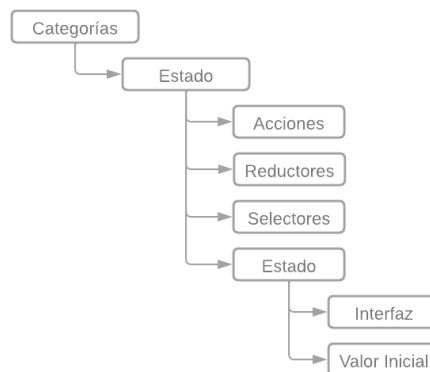 Categorías
Estado
Acciones
Reductores
Selectores
Estado
Interfaz
Valor Inicial